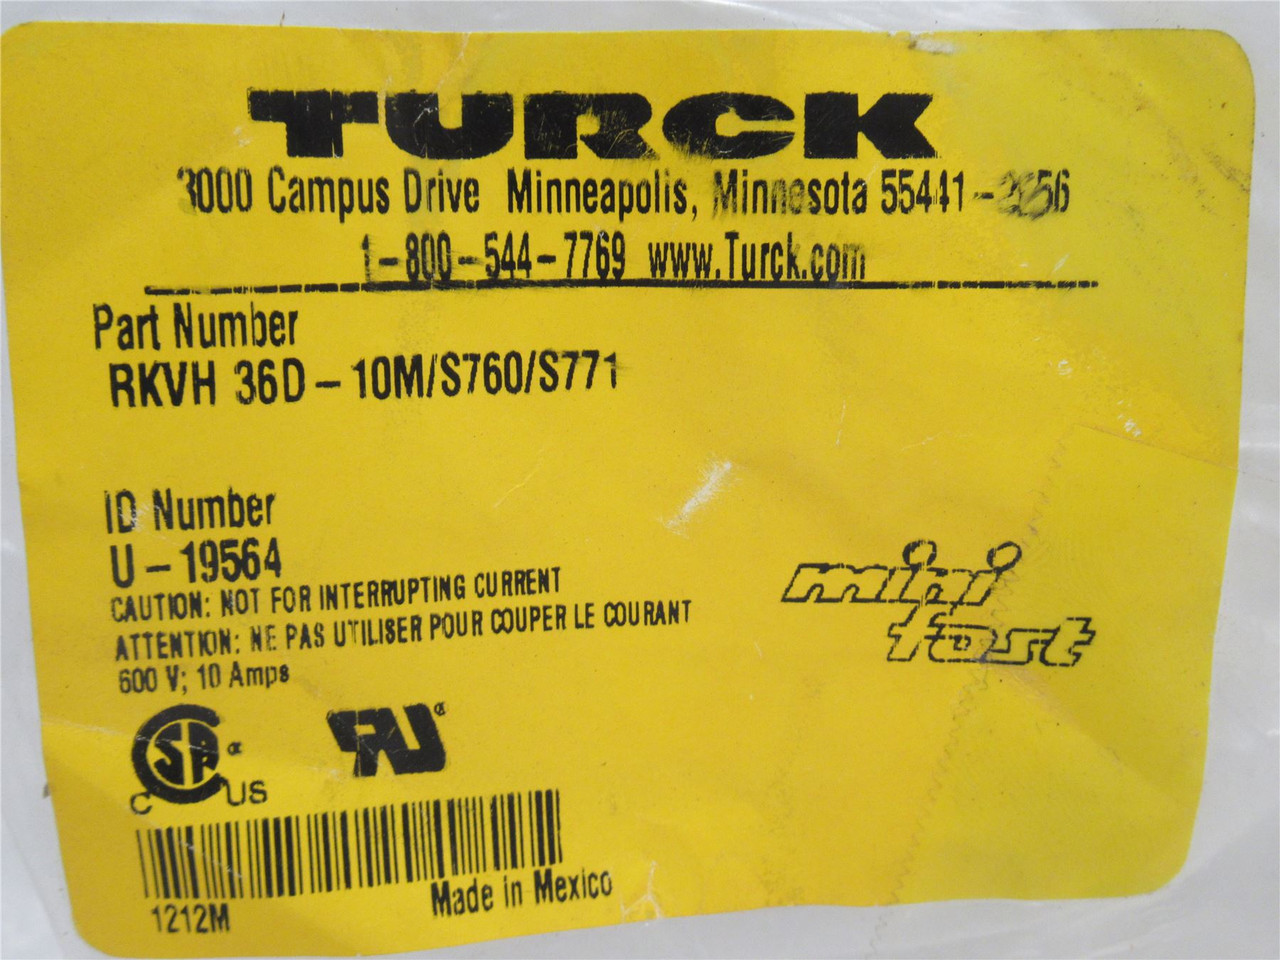 TURCK
3000 Campus Drive Minneapolis, Minnesota
1-800-544-7769 www.Turck.com
Part Number
RKVH 36D-10M/S760/S771
ID Number
U-19564
CAUTION: NOT FOR INTERRUPTING CURRENT
ATTENTION: NE PAS UTILISER POUR COUPER LE COURANT
600 V; 10 Amps
mini
fast
C SA US
RU
1212M
Made in Mexico